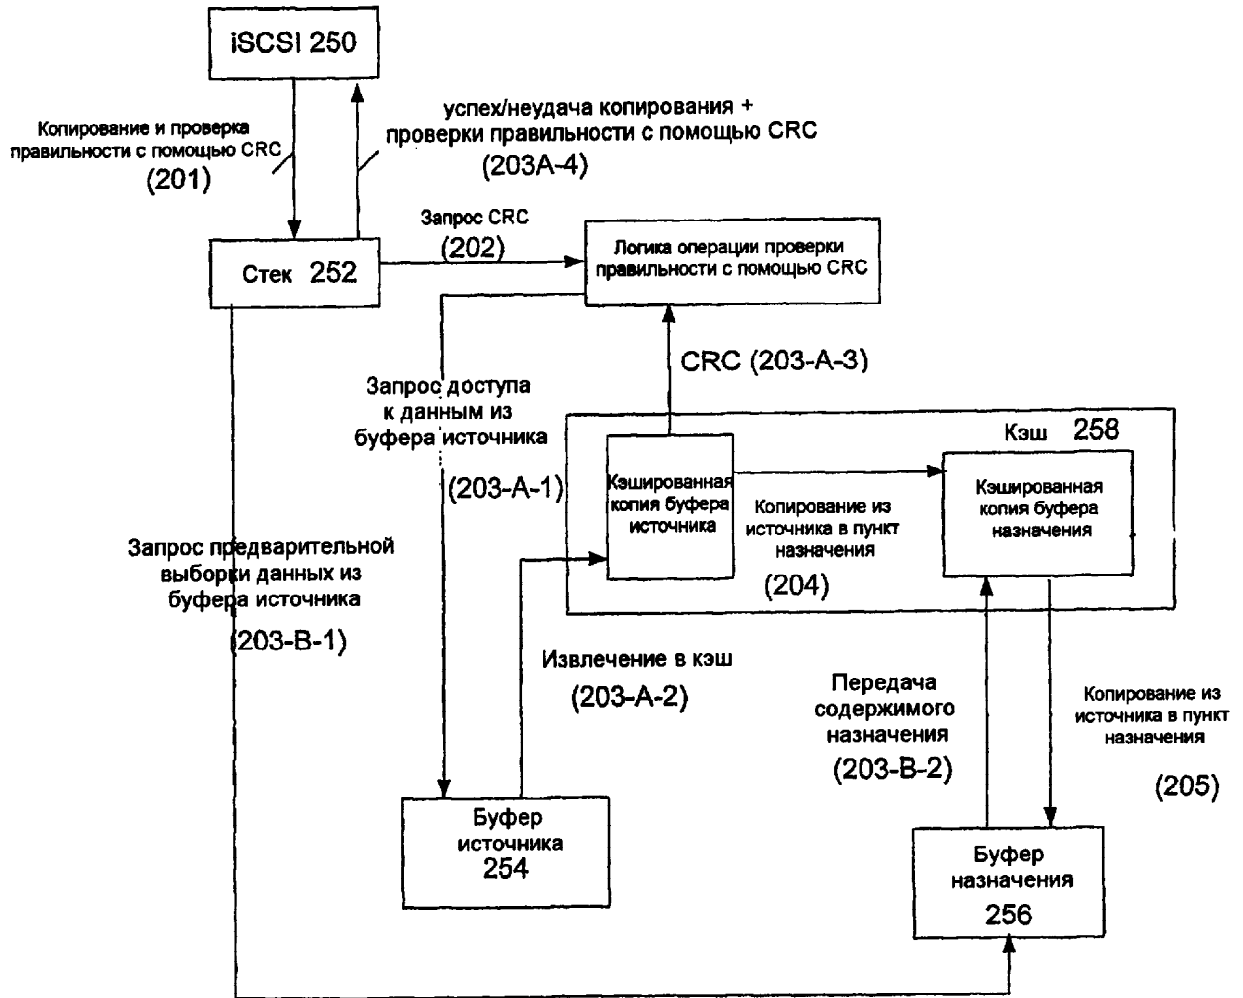 iSCSI 250
Копирование и проверка
правильности с помощью CRC
(201)
успех/неудача копирования +
проверки правильности с помощью CRC
(203A-4)
Запрос CRC
(202)
Стек 252
Логика операции проверки
правильности с помощью CRC
CRC (203-A-3)
Запрос доступа
к данным из
буфера источника
(203-A-1)
Кэш 258
Кэшированная
копия буфера
источника
Копирование из
источника в пункт
назначения
(204)
Кэшированная
копия буфера
назначения
Запрос предварительной
выборки данных из
буфера источника
(203-B-1)
Извлечение в кэш
(203-A-2)
Передача
содержимого
назначения
(203-B-2)
Копирование из
источника в пункт
назначения
(205)
Буфер
источника
254
Буфер
назначения
256